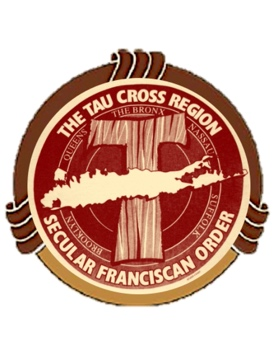 THE TAU CROSS REGION
THE BRONX
QUEENS
NASSAU
BROOKLYN
SUFFOLK
SECULAR FRANCISCAN ORDER